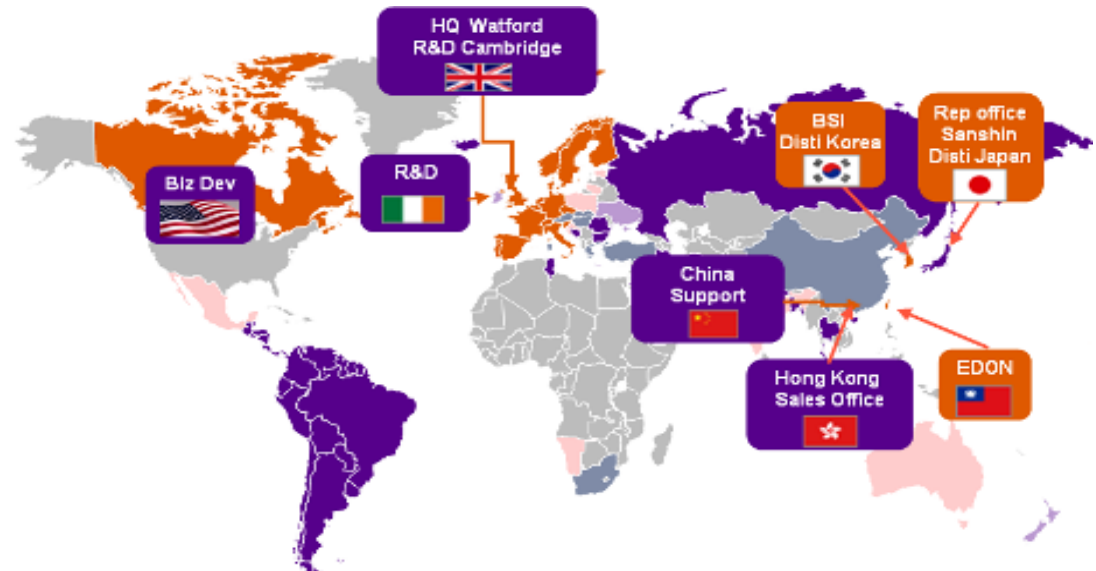 HQ Watford
R&D Cambridge
BSI
Disti Korea
Rep office
Sanshin
Disti Japan
Biz Dev
R&D
China
Support
Hong Kong
Sales Office
EDON